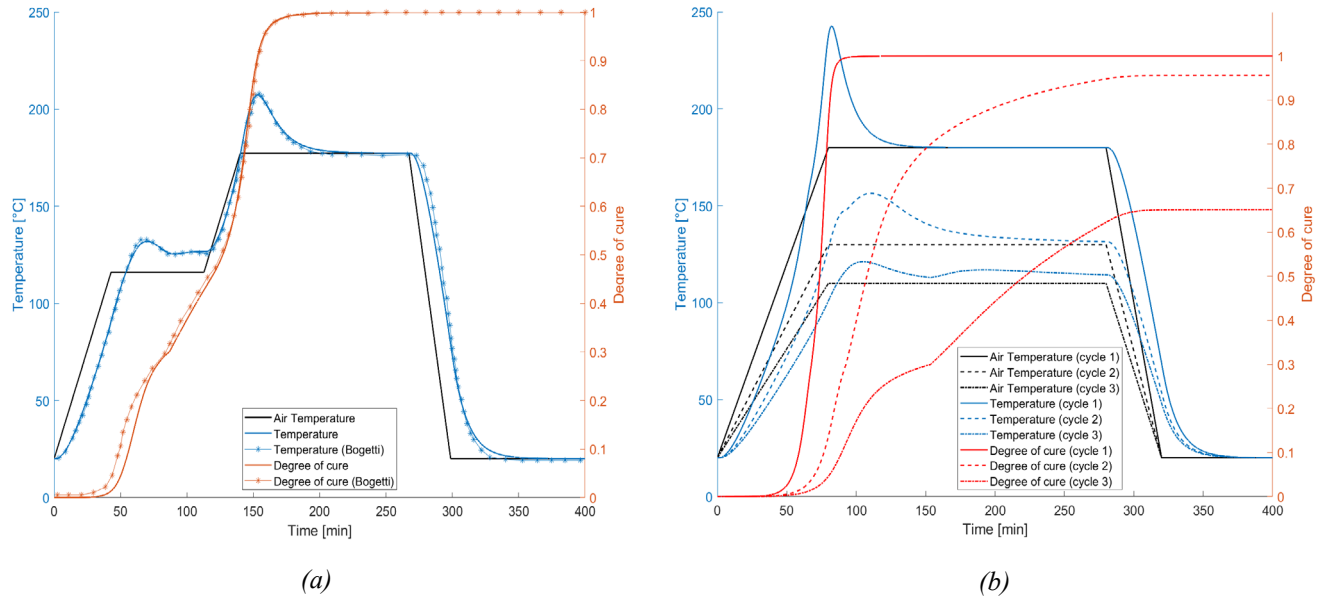 250
200
150
100
50
0
Temperature [°C]
1
0.9
0.8
0.7
0.6
0.5
0.4
0.3
0.2
0.1
0
Degree of cure
Air Temperature
Temperature
Temperature (Bogetti)
Degree of cure
Degree of cure (Bogetti)
0 50 100 150 200 250 300 350 400
Time [min]
(a)
250
200
150
100
50
0
Temperature [°C]
1
0.9
0.8
0.7
0.6
0.5
0.4
0.3
0.2
0.1
0
Degree of cure
Air Temperature (cycle 1)
Air Temperature (cycle 2)
Air Temperature (cycle 3)
Temperature (cycle 1)
Temperature (cycle 2)
Temperature (cycle 3)
Degree of cure (cycle 1)
Degree of cure (cycle 2)
Degree of cure (cycle 3)
0 50 100 150 200 250 300 350 400
Time [min]
(b)